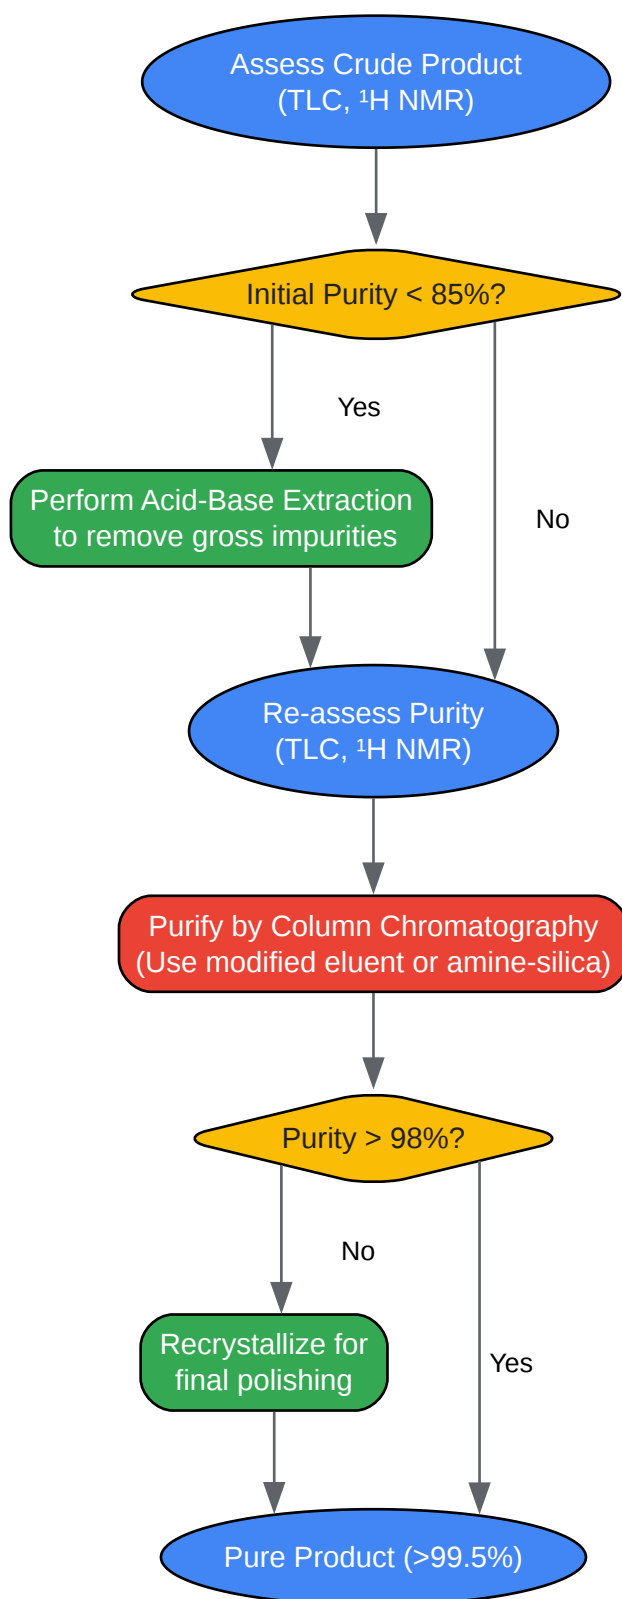 Assess Crude Product
(TLC, ¹H NMR)
Initial Purity < 85%?
Yes
Perform Acid-Base Extraction
to remove gross impurities
No
Re-assess Purity
(TLC, ¹H NMR)
Purify by Column Chromatography
(Use modified eluent or amine-silica)
Purity > 98%?
No
Recrystallize for
final polishing
Yes
Pure Product (>99.5%)